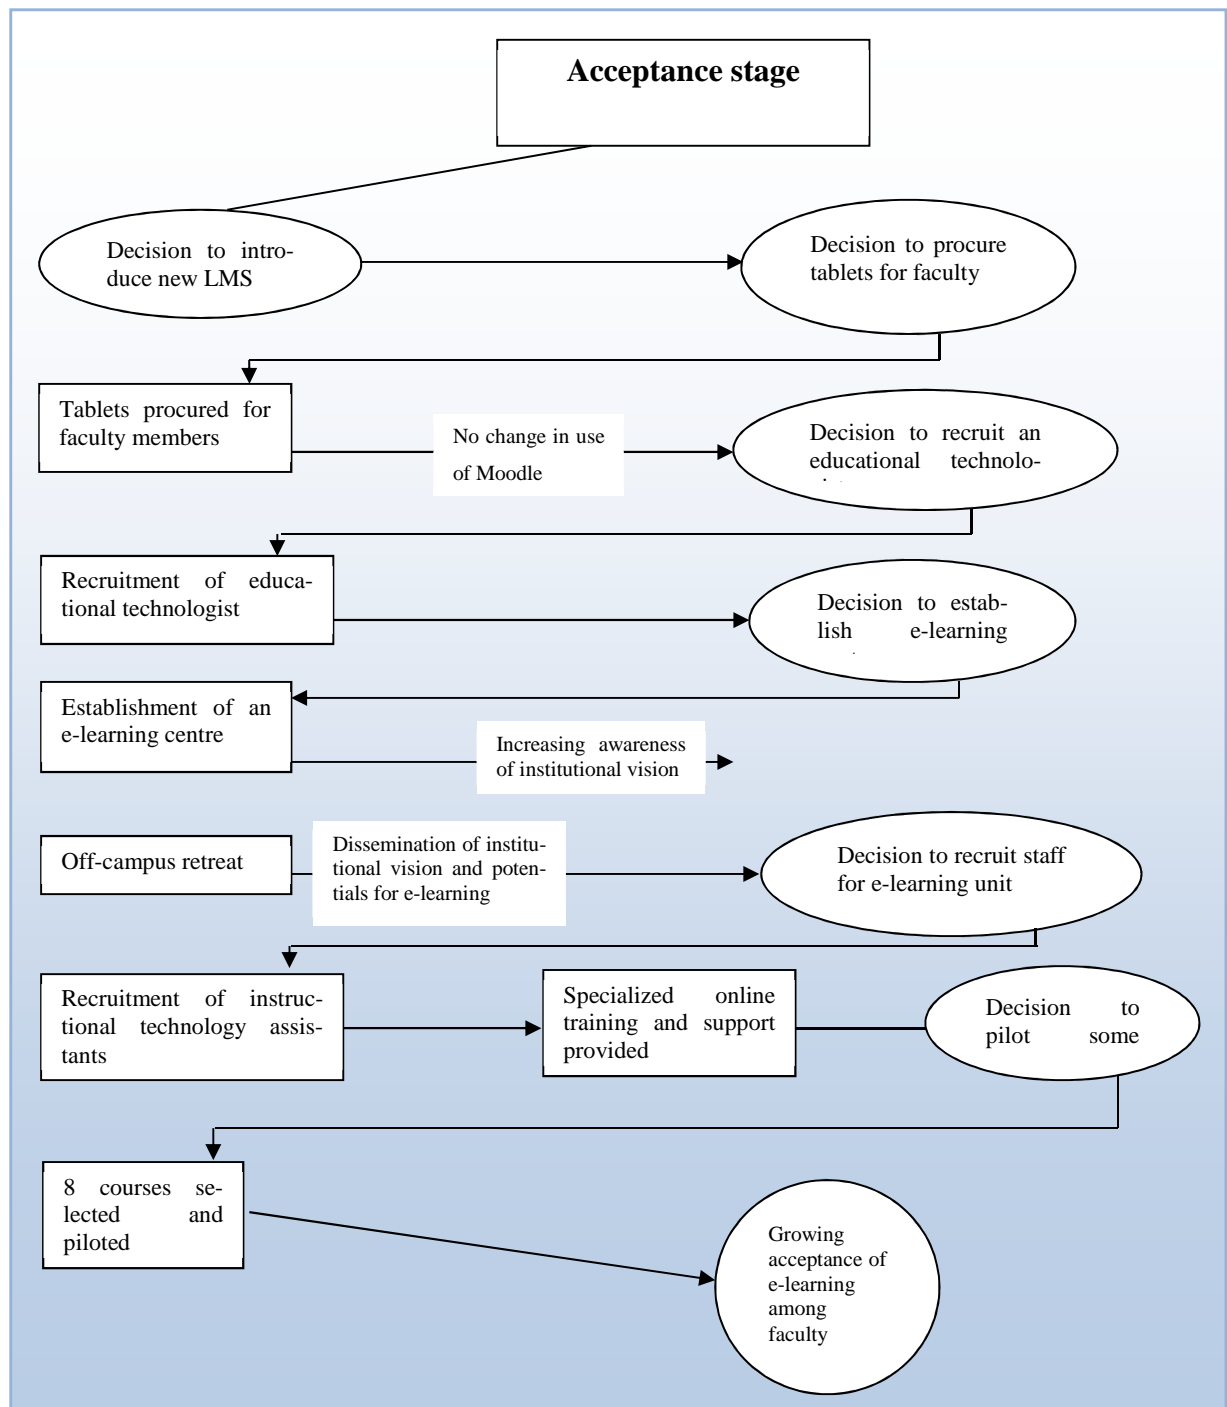 Acceptance stage
Decision to intro-
duce new LMS
Decision to procure
tablets for faculty
Tablets procured for
faculty members
No change in use
of Moodle
Decision to recruit an
educational technolo-
Recruitment of educa-
tional technologist
Decision to estab-
lish e-learning
Establishment of an
e-learning centre
Increasing awareness
of institutional vision
Off-campus retreat
Dissemination of institu-
tional vision and poten-
tials for e-learning
Decision to recruit staff
for e-learning unit
Recruitment of instruc-
tional technology assis-
tants
Specialized online
training and support
provided
Decision to
pilot some
8 courses se-
lected and
piloted
Growing
acceptance of
e-learning
among
faculty